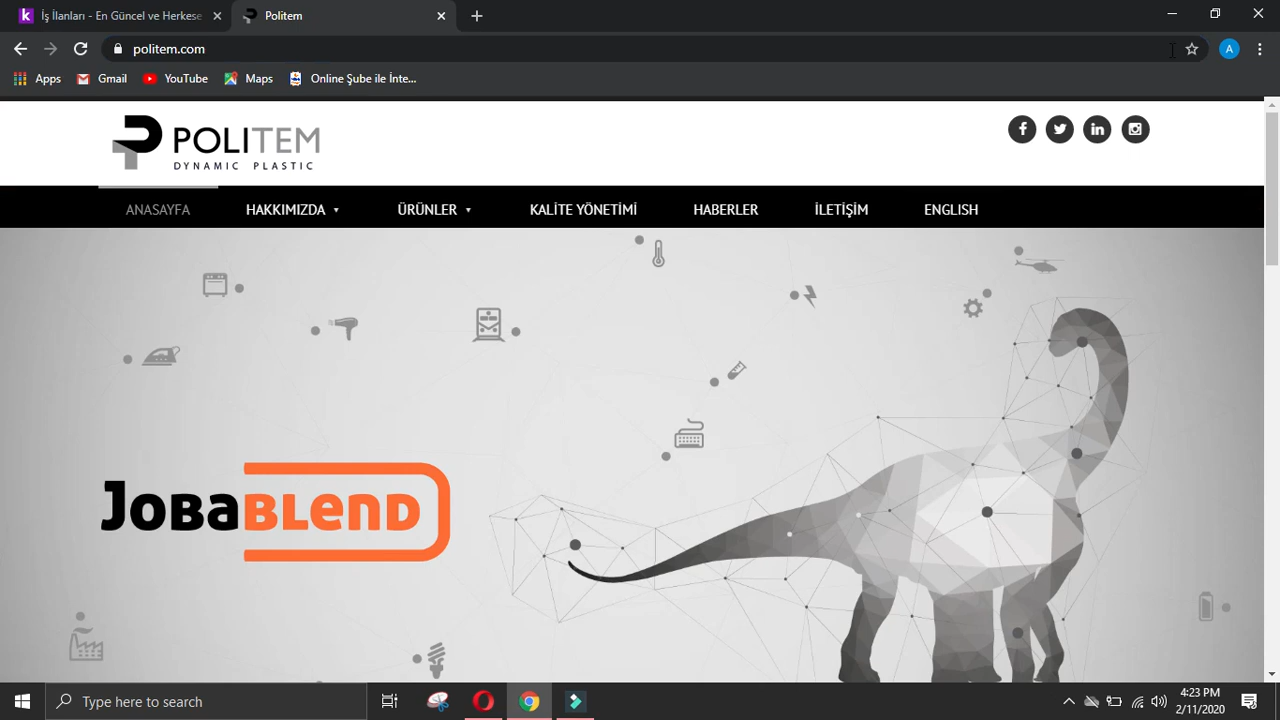 İş İlanları - En Güncel ve Herkese
Politem
politem.com
A
Apps
Gmail
YouTube
Maps
Online Şube ile İnte...
POLITEM
DYNAMIC PLASTIC
ANASAYFA
HAKKIMIZDA
ÜRÜNLER
KALİTE YÖNETİMİ
HABERLER
İLETİŞİM
ENGLISH
JOBABLEND
Type here to search
4:23 PM
2/11/2020